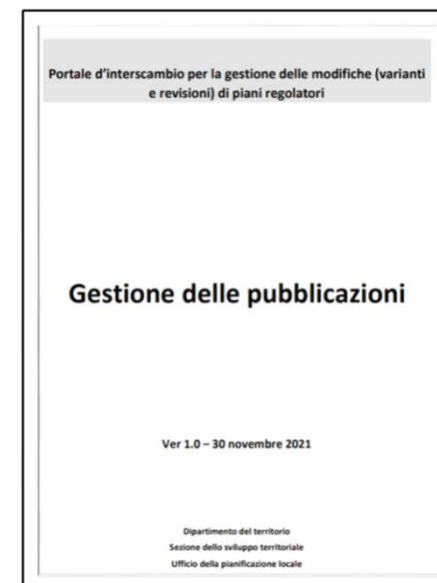 Portale d'interscambio per la gestione delle modifiche (varianti
e revisioni) di piani regolatori
Gestione delle pubblicazioni
Ver 1.0 – 30 novembre 2021
Dipartimento del territorio
Sezione dello sviluppo territoriale
Ufficio della pianificazione locale